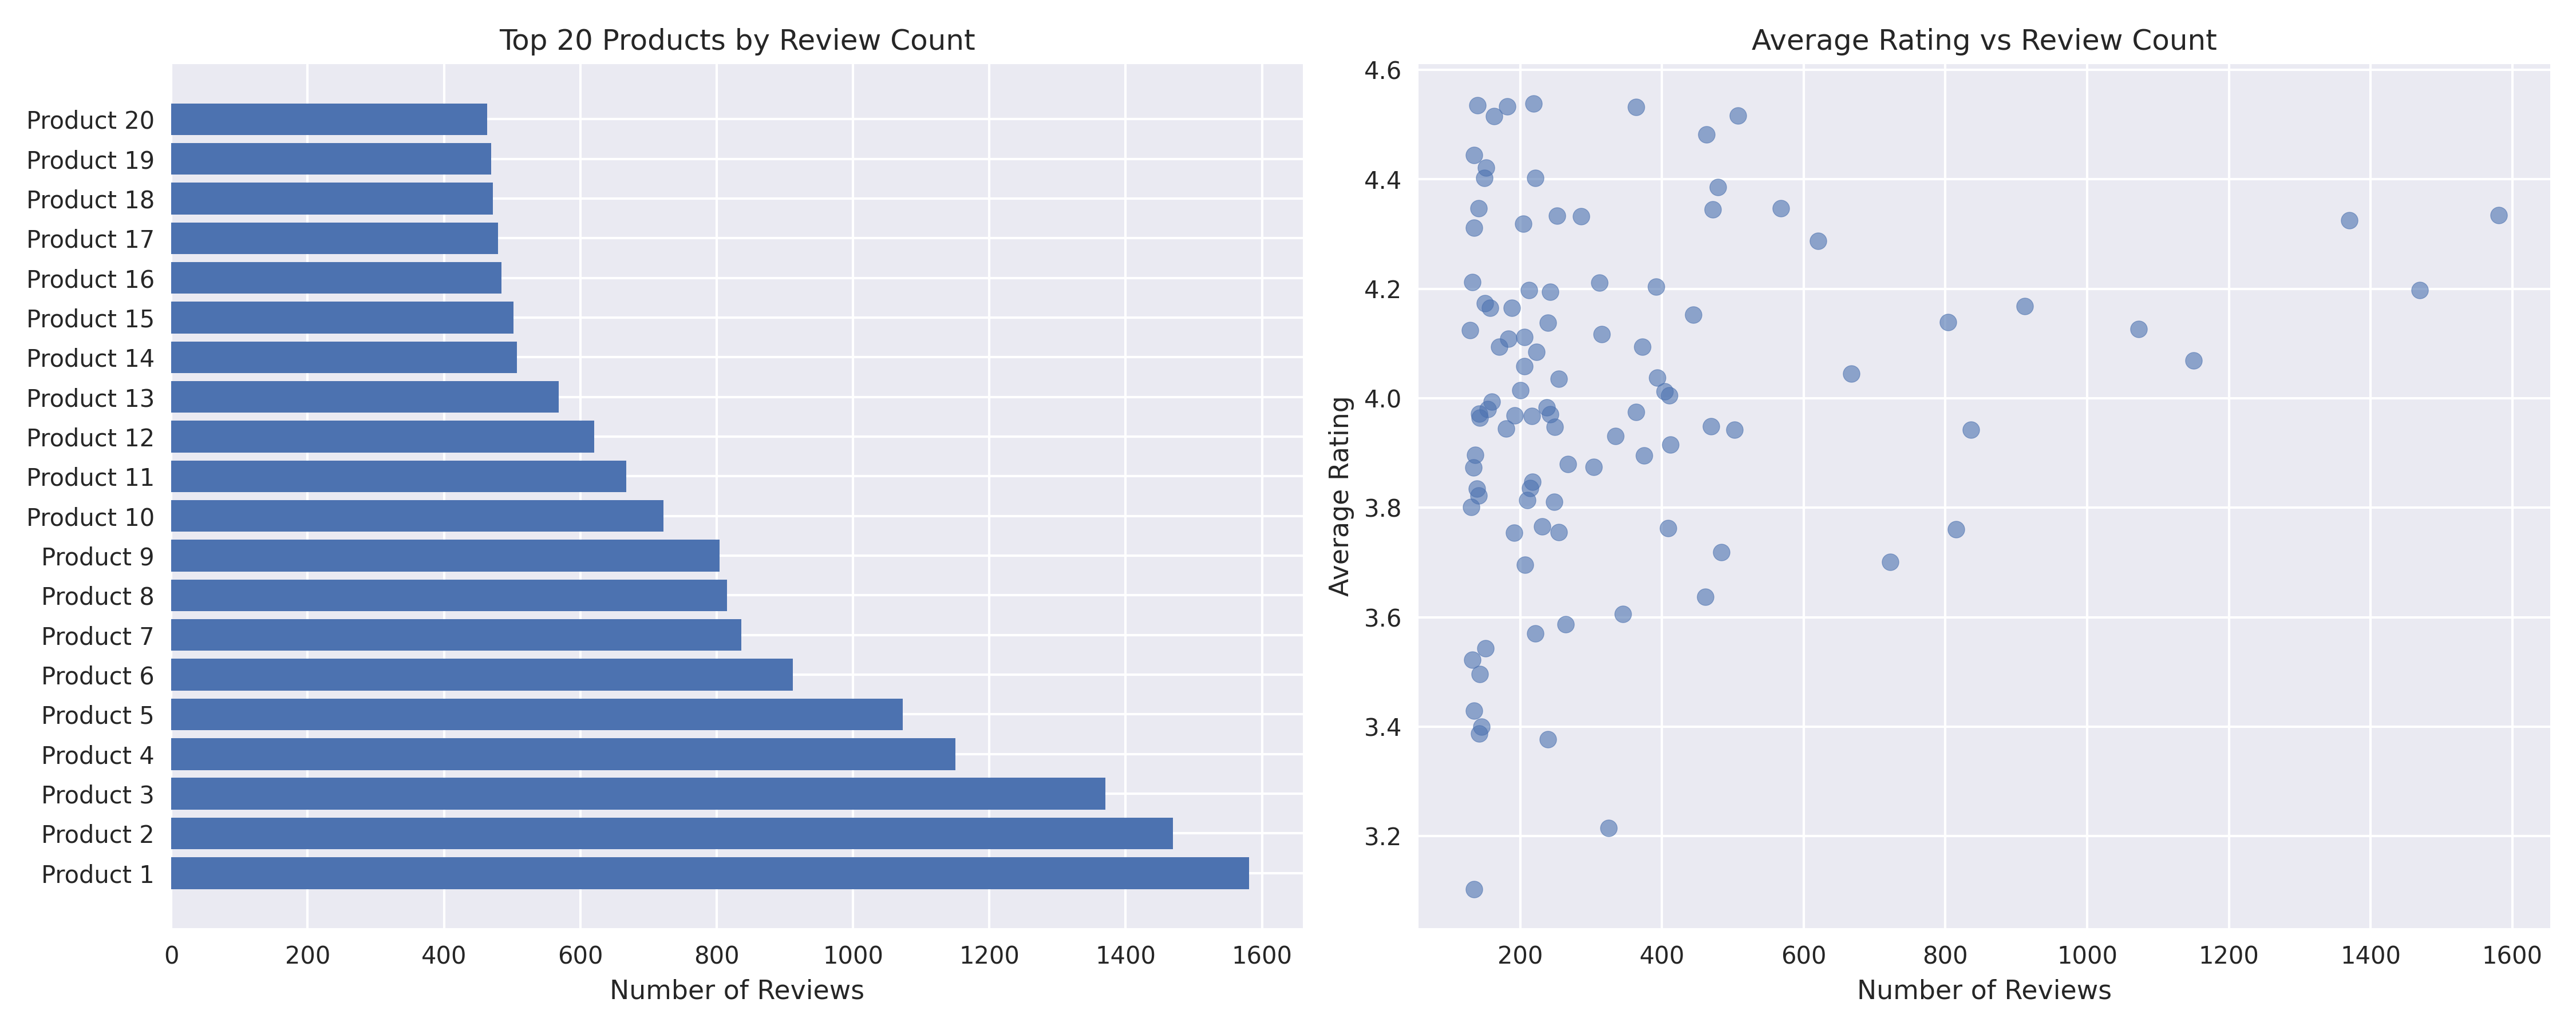 Top 20 Products by Review Count
Product 20
Product 19
Product 18
Product 17
Product 16
Product 15
Product 14
Product 13
Product 12
Product 11
Product 10
Product 9
Product 8
Product 7
Product 6
Product 5
Product 4
Product 3
Product 2
Product 1
0 200 400 600 800 1000 1200 1400 1600
Number of Reviews
Average Rating vs Review Count
Average Rating
4.6
4.4
4.2
4.0
3.8
3.6
3.4
3.2
200 400 600 800 1000 1200 1400 1600
Number of Reviews